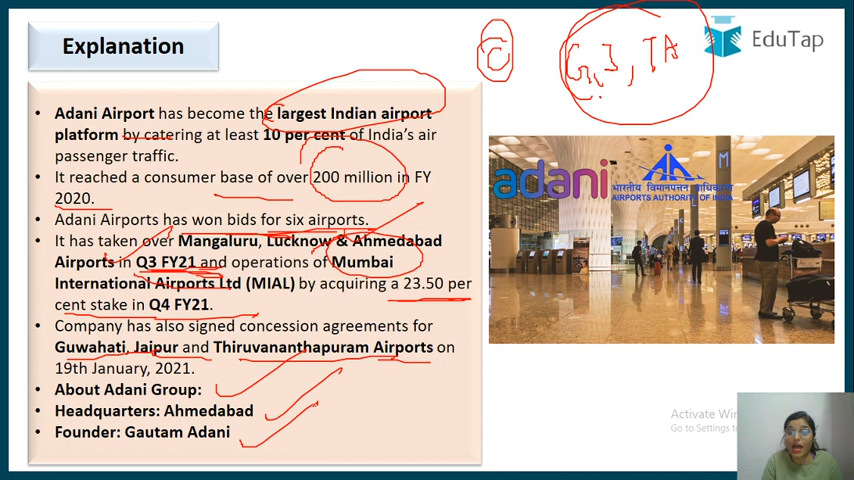 Explanation
EduTap
C
G, J, TA
• Adani Airport has become the largest Indian airport
platform by catering at least 10 per cent of India's air
passenger traffic.
• It reached a consumer base of over 200 million in FY
2020.
• Adani Airports has won bids for six airports.
• It has taken over Mangaluru, Lucknow & Ahmedabad
Airports in Q3 FY21 and operations of Mumbai
International Airports Ltd (MIAL) by acquiring a 23.50 per
cent stake in Q4 FY21.
• Company has also signed concession agreements for
Guwahati, Jaipur and Thiruvananthapuram Airports on
19th January, 2021.
• About Adani Group:
• Headquarters: Ahmedabad
• Founder: Gautam Adani
adani™
भारतीय विमानपत्तन प्राधिकरण
AIRPORTS AUTHORITY OF INDIA
M
Activate Win
Go to Settings to